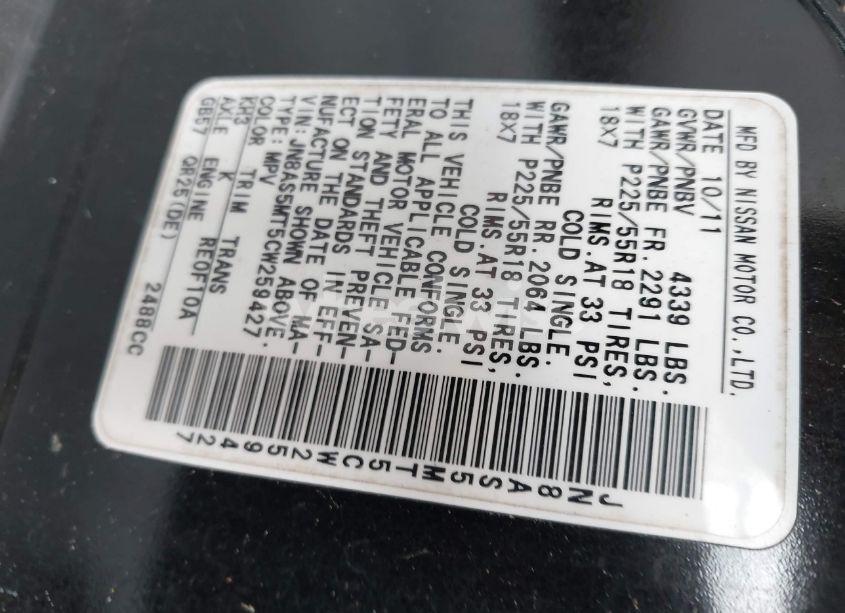 MFD BY NISSAN MOTOR CO.,LTD.
DATE 10/11
GVWR/PNBV 4339 LBS.
GAWR/PNBE FR. 2291 LBS.
WITH P225/55R18 TIRES,
18X7 RIMS.AT 33 PSI
COLD SINGLE.
GAWR/PNBE RR. 2064 LBS.
WITH P225/55R18 TIRES,
18X7 RIMS.AT 33 PSI
COLD SINGLE.
THIS VEHICLE CONFORMS
TO ALL APPLICABLE FED-
ERAL MOTOR VEHICLE SA-
FETY AND THEFT PREVEN-
TION STANDARDS IN EFF-
ECT ON THE DATE OF MA-
NUFACTURE SHOWN ABOVE.
VIN:JN8AS5MT5CW259427.
TYPE:MPV
COLOR TRIM TRANS
KH3 K RE0F10A
AXLE ENGINE
GB57 QR25(DE) 2488CC
JN8AS5MT5CW259427